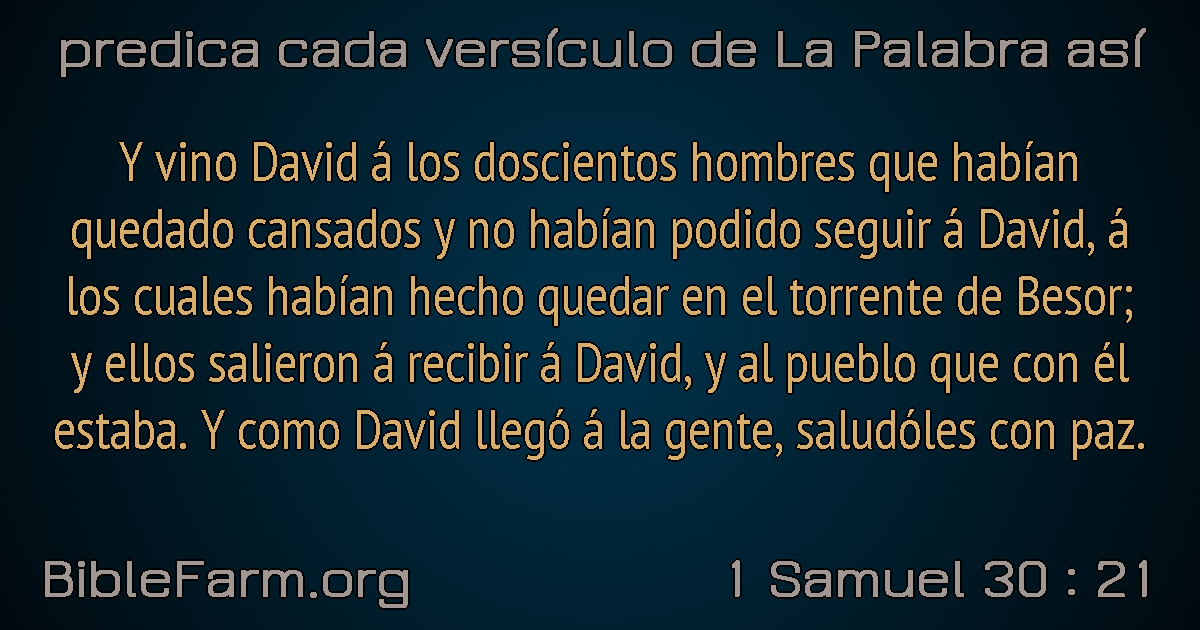 predica cada versículo de La Palabra así
Y vino David á los doscientos hombres que habían
quedado cansados y no habían podido seguir á David, á
los cuales habían hecho quedar en el torrente de Besor;
y ellos salieron á recibir á David, y al pueblo que con él
estaba. Y como David llegó á la gente, saludóles con paz.
BibleFarm.org
1 Samuel 30 : 21